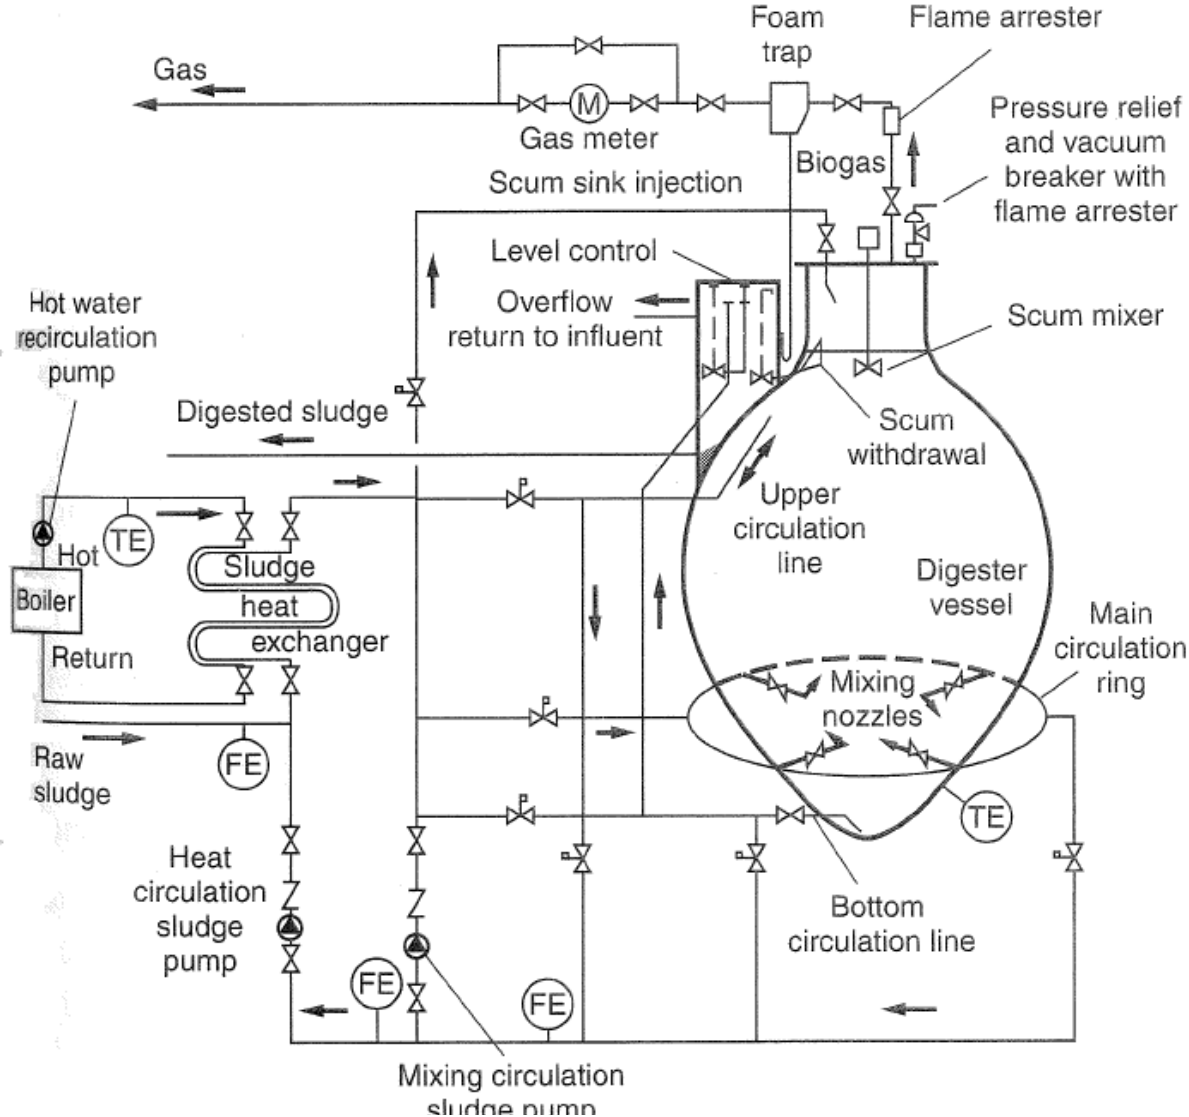 Foam
trap
Flame arrester
Gas
M
Gas meter
Pressure relief
and vacuum
breaker with
flame arrester
Biogas
Scum sink injection
Level control
Overflow
return to influent
Hot water
recirculation
pump
Scum mixer
Digested sludge
Scum
withdrawal
Upper
circulation
line
TE
Hot
Boiler
Return
Sludge
heat
exchanger
Digester
vessel
Main
circulation
ring
Mixing
nozzles
Raw
sludge
FE
TE
Heat
circulation
sludge
pump
Bottom
circulation line
FE
FE
Mixing circulation
sludge pump